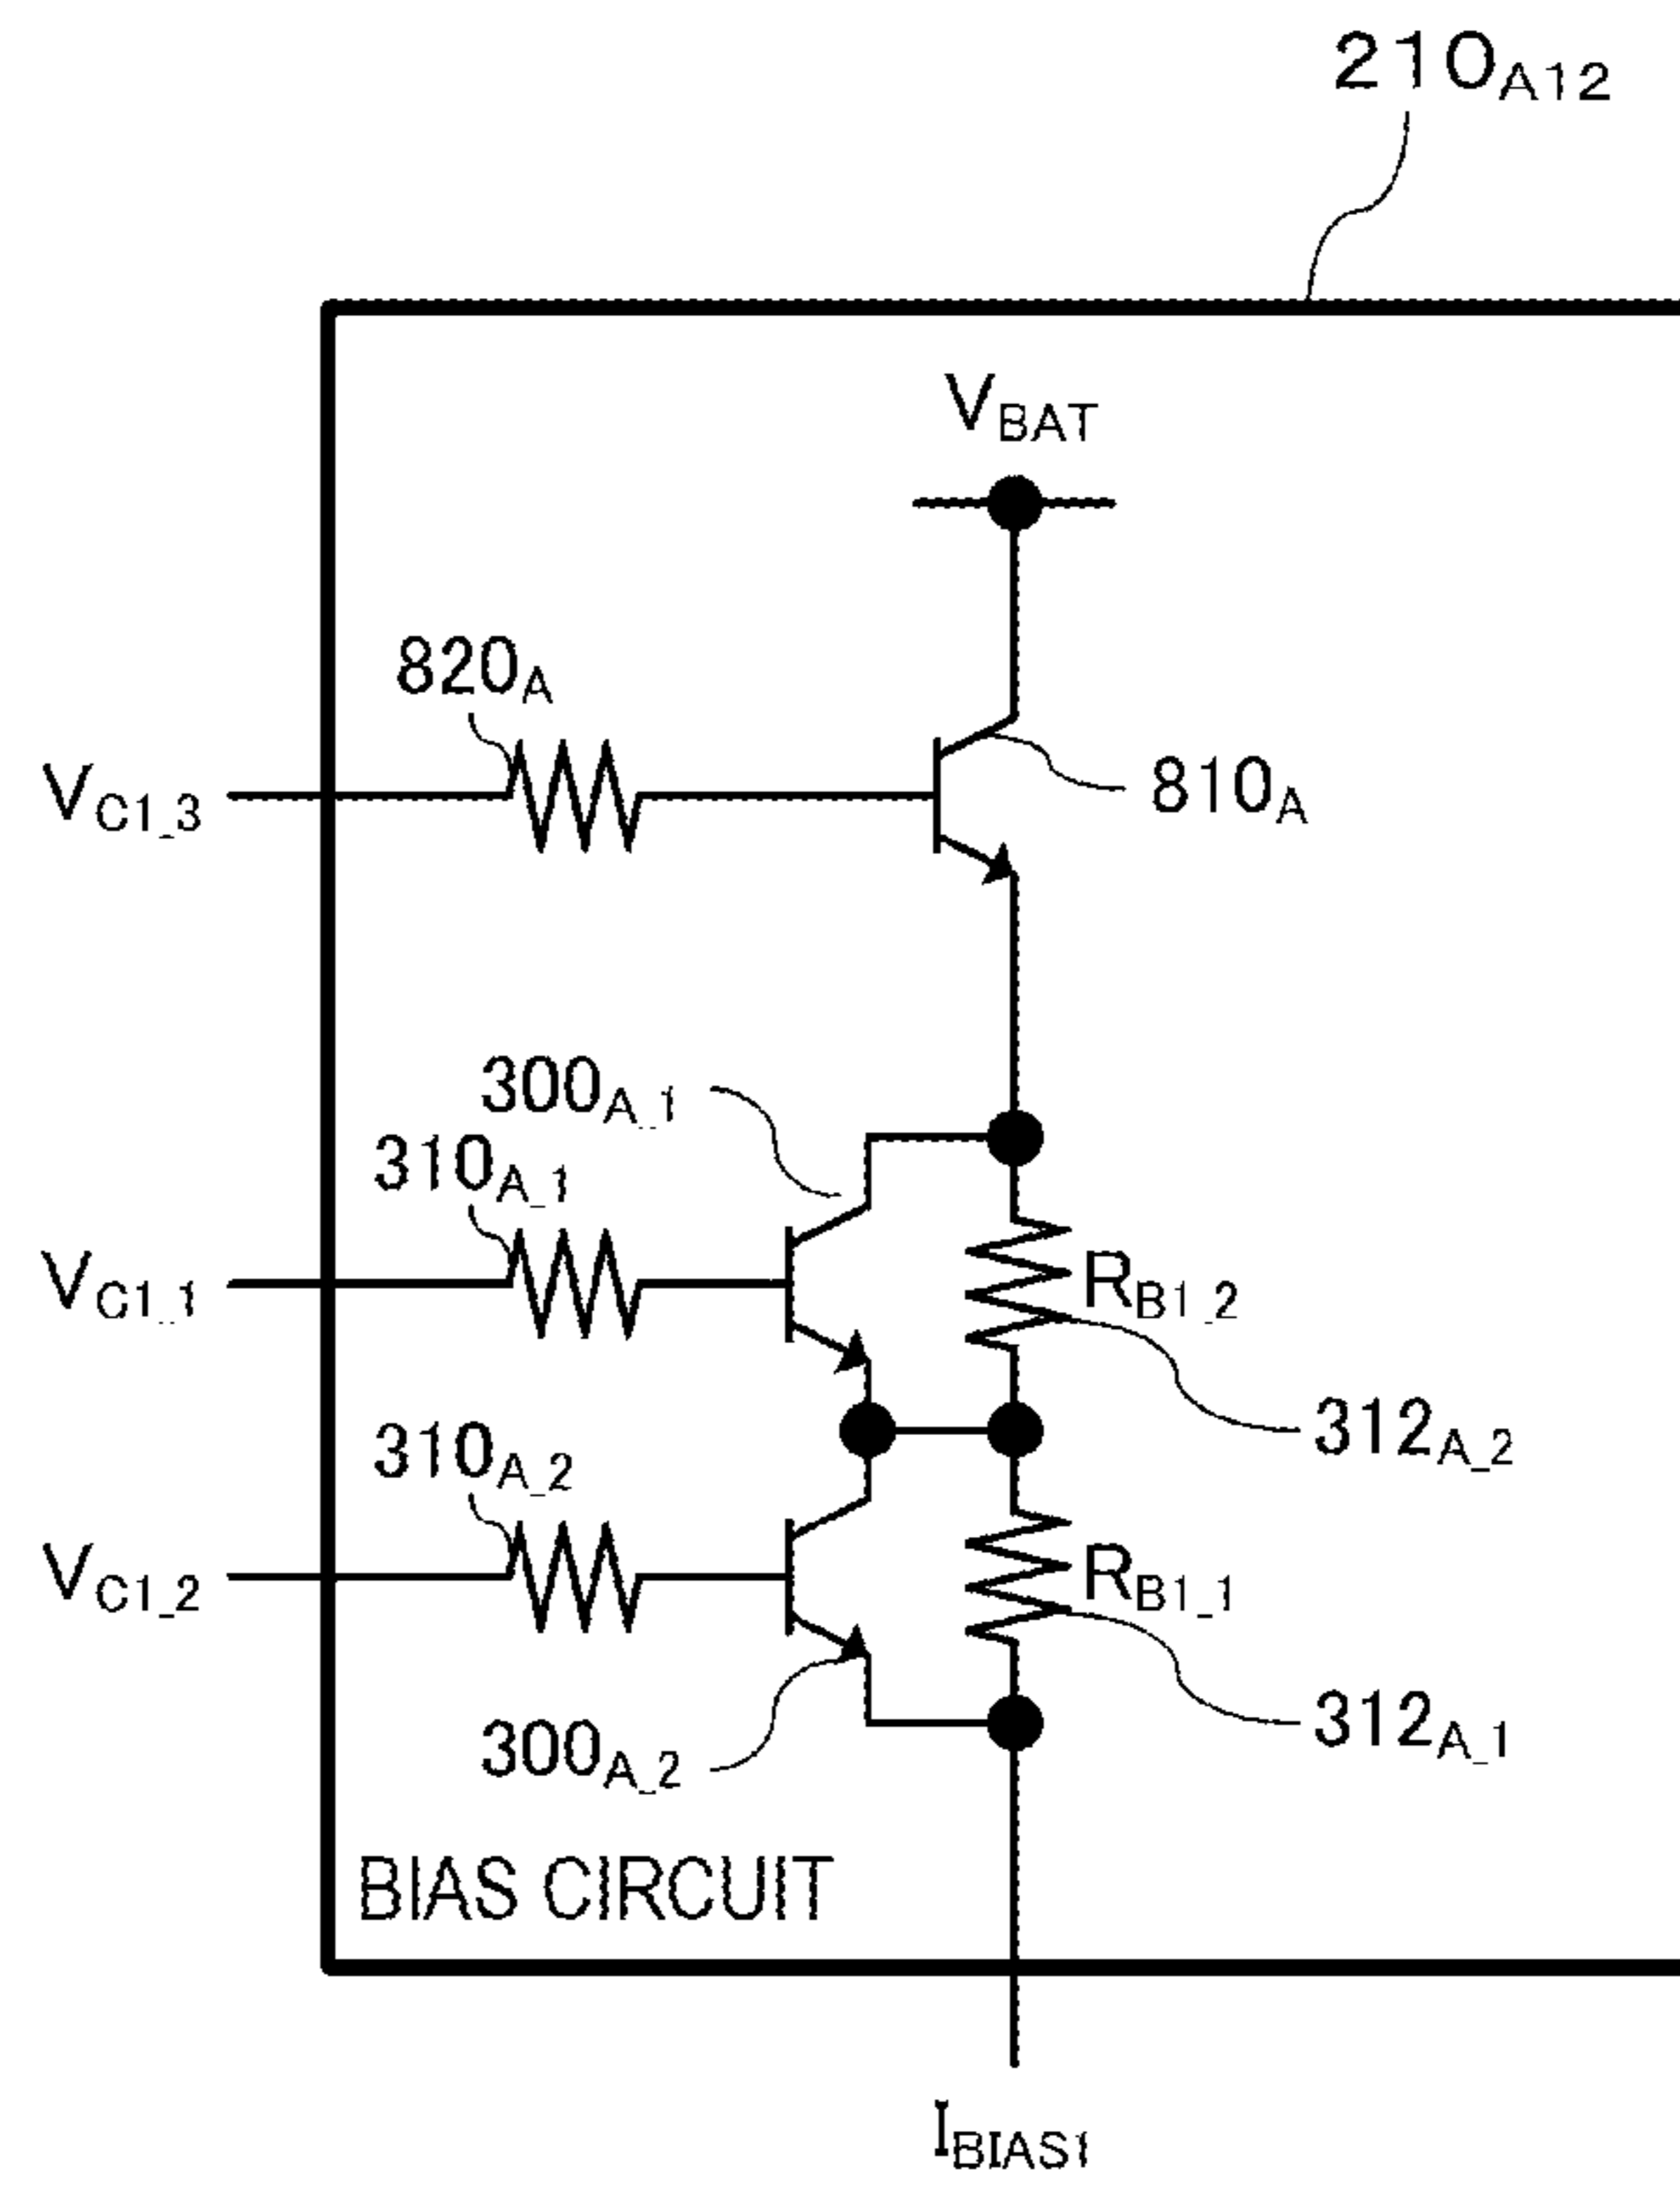 210A12
VBAT
820A
VC1_3
810A
300A_1
310A_1
VC1_1
RB1_2
312A_2
310A_2
VC1_2
RB1_1
312A_1
300A_2
BIAS CIRCUIT
IBIAS1